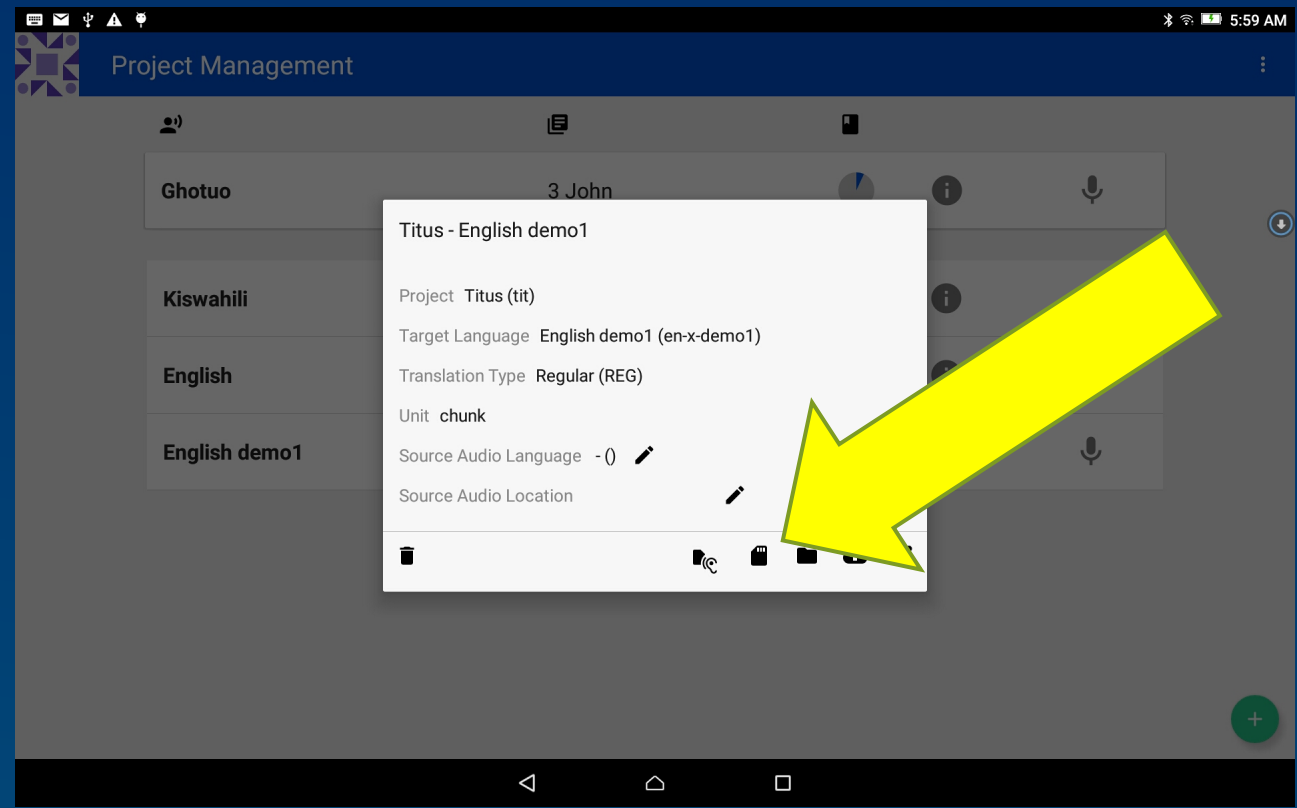 5:59 AM
Project Management
Ghotuo 3 John
Titus - English demo1
Project Titus (tit)
Kiswahili
Target Language English demo1 (en-x-demo1)
English
Translation Type Regular (REG)
Unit chunk
English demo1
Source Audio Language - ()
Source Audio Location